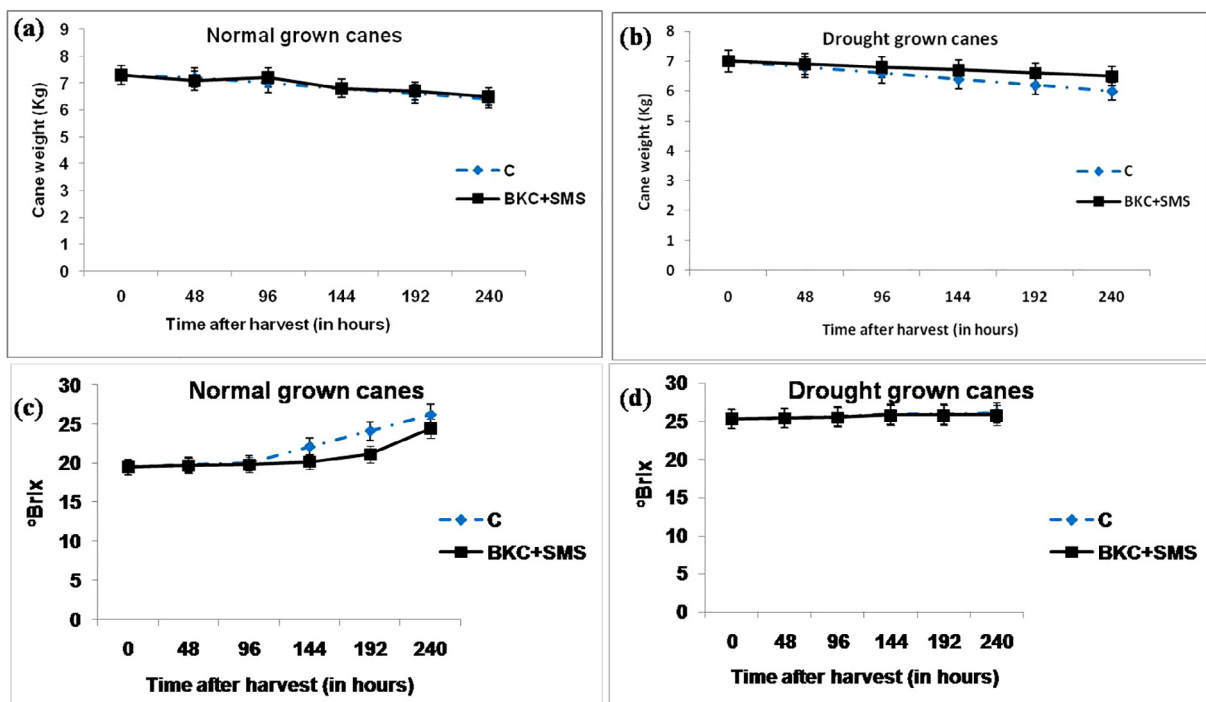 (a)
Normal grown canes
9
8
7
6
5
4
3
2
1
0
Cane weight (Kg)
0 48 96 144 192 240
Time after harvest (in hours)
C
BKC+SMS
(b)
Drought grown canes
8
7
6
5
4
3
2
1
0
Cane weight (Kg)
0 48 96 144 192 240
Time after harvest (in hours)
C
BKC+SMS
(c)
Normal grown canes
30
25
20
15
10
5
0
°Brix
0 48 96 144 192 240
Time after harvest (in hours)
C
BKC+SMS
(d)
Drought grown canes
30
25
20
15
10
5
0
°Brix
0 48 96 144 192 240
Time after harvest (in hours)
C
BKC+SMS